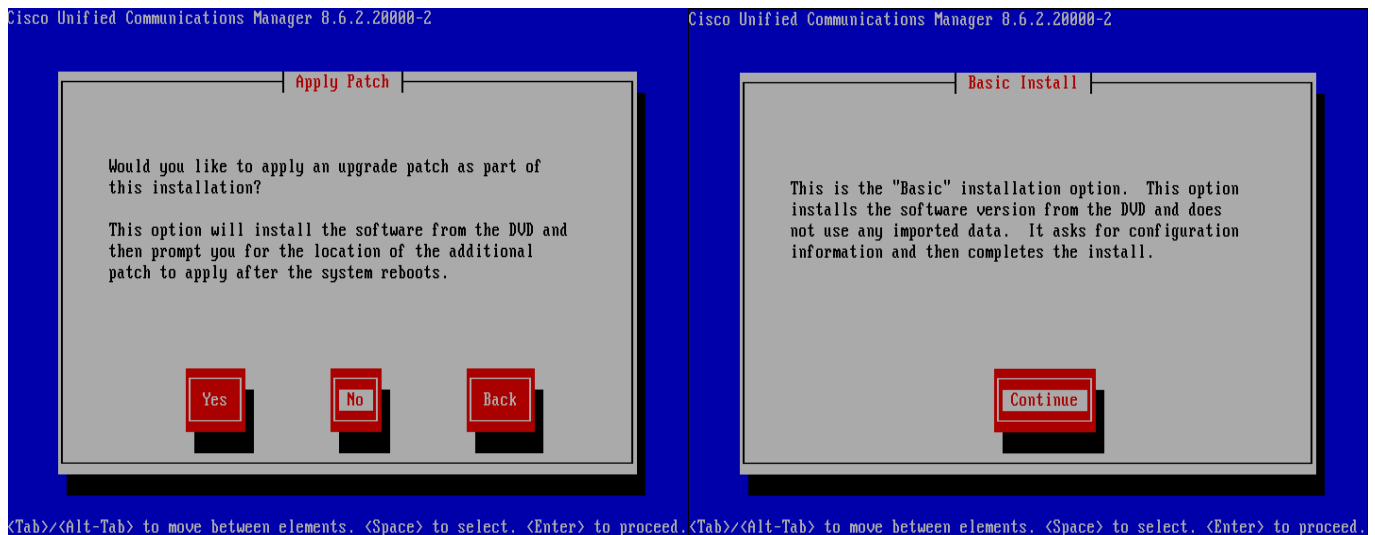 Cisco Unified Communications Manager 8.6.2.20000-2
Apply Patch
Would you like to apply an upgrade patch as part of
this installation?
This option will install the software from the DVD and
then prompt you for the location of the additional
patch to apply after the system reboots.
Yes
No
Back
<Tab>/<Alt-Tab> to move between elements. <Space> to select. <Enter> to proceed.
Cisco Unified Communications Manager 8.6.2.20000-2
Basic Install
This is the "Basic" installation option.  This option
installs the software version from the DVD and does
not use any imported data.  It asks for configuration
information and then completes the install.
Continue
<Tab>/<Alt-Tab> to move between elements. <Space> to select. <Enter> to proceed.